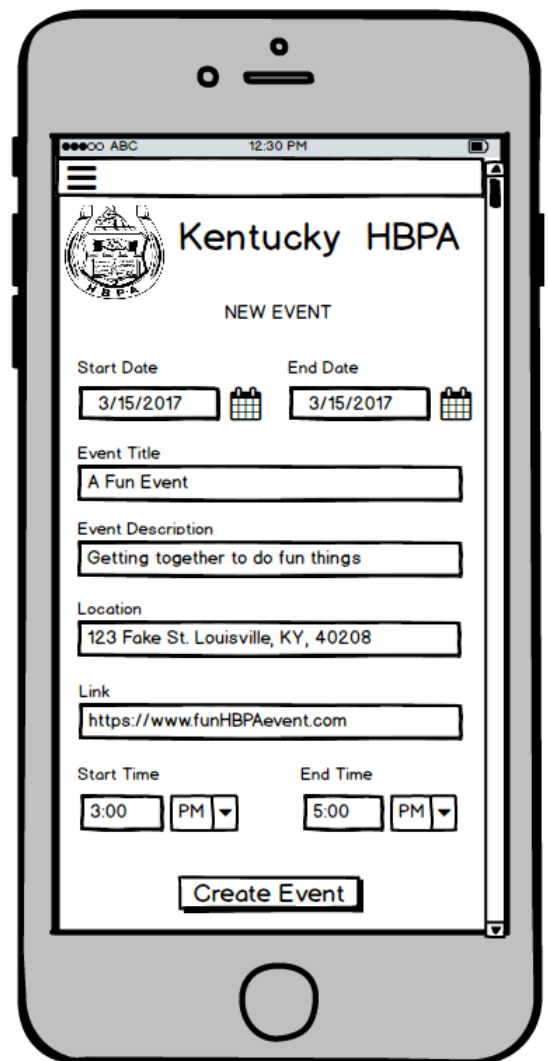 ABC 12:30 PM
Kentucky HBPA
HBPA
NEW EVENT
Start Date End Date
3/15/2017 3/15/2017
Event Title
A Fun Event
Event Description
Getting together to do fun things
Location
123 Fake St. Louisville, KY, 40208
Link
https://www.funHBPAevent.com
Start Time End Time
3:00 PM 5:00 PM
Create Event